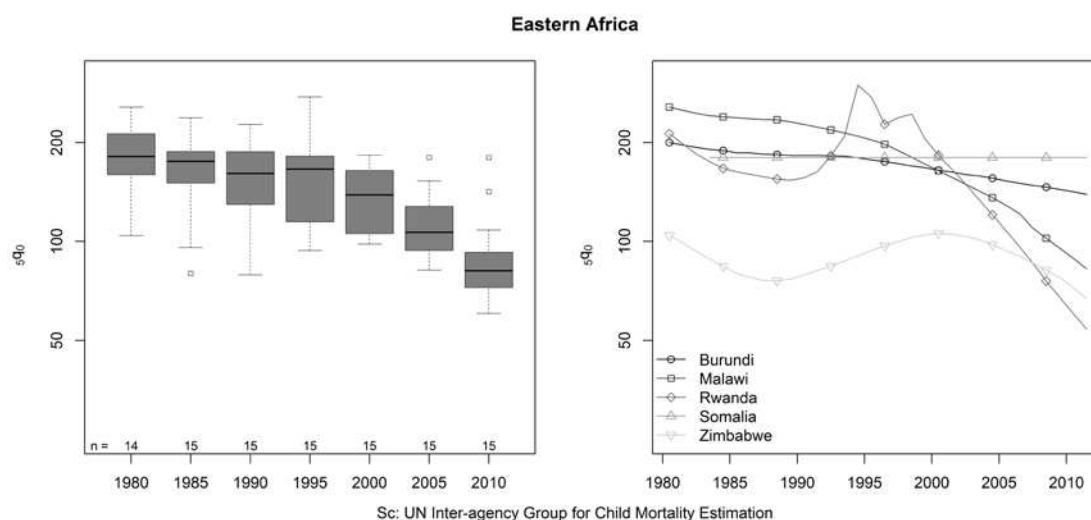 Eastern Africa
200
100
50
5q0
n = 14 15 15 15 15 15 15
1980 1985 1990 1995 2000 2005 2010
200
100
50
5q0
Burundi
Malawi
Rwanda
Somalia
Zimbabwe
1980 1985 1990 1995 2000 2005 2010
Sc: UN Inter-agency Group for Child Mortality Estimation